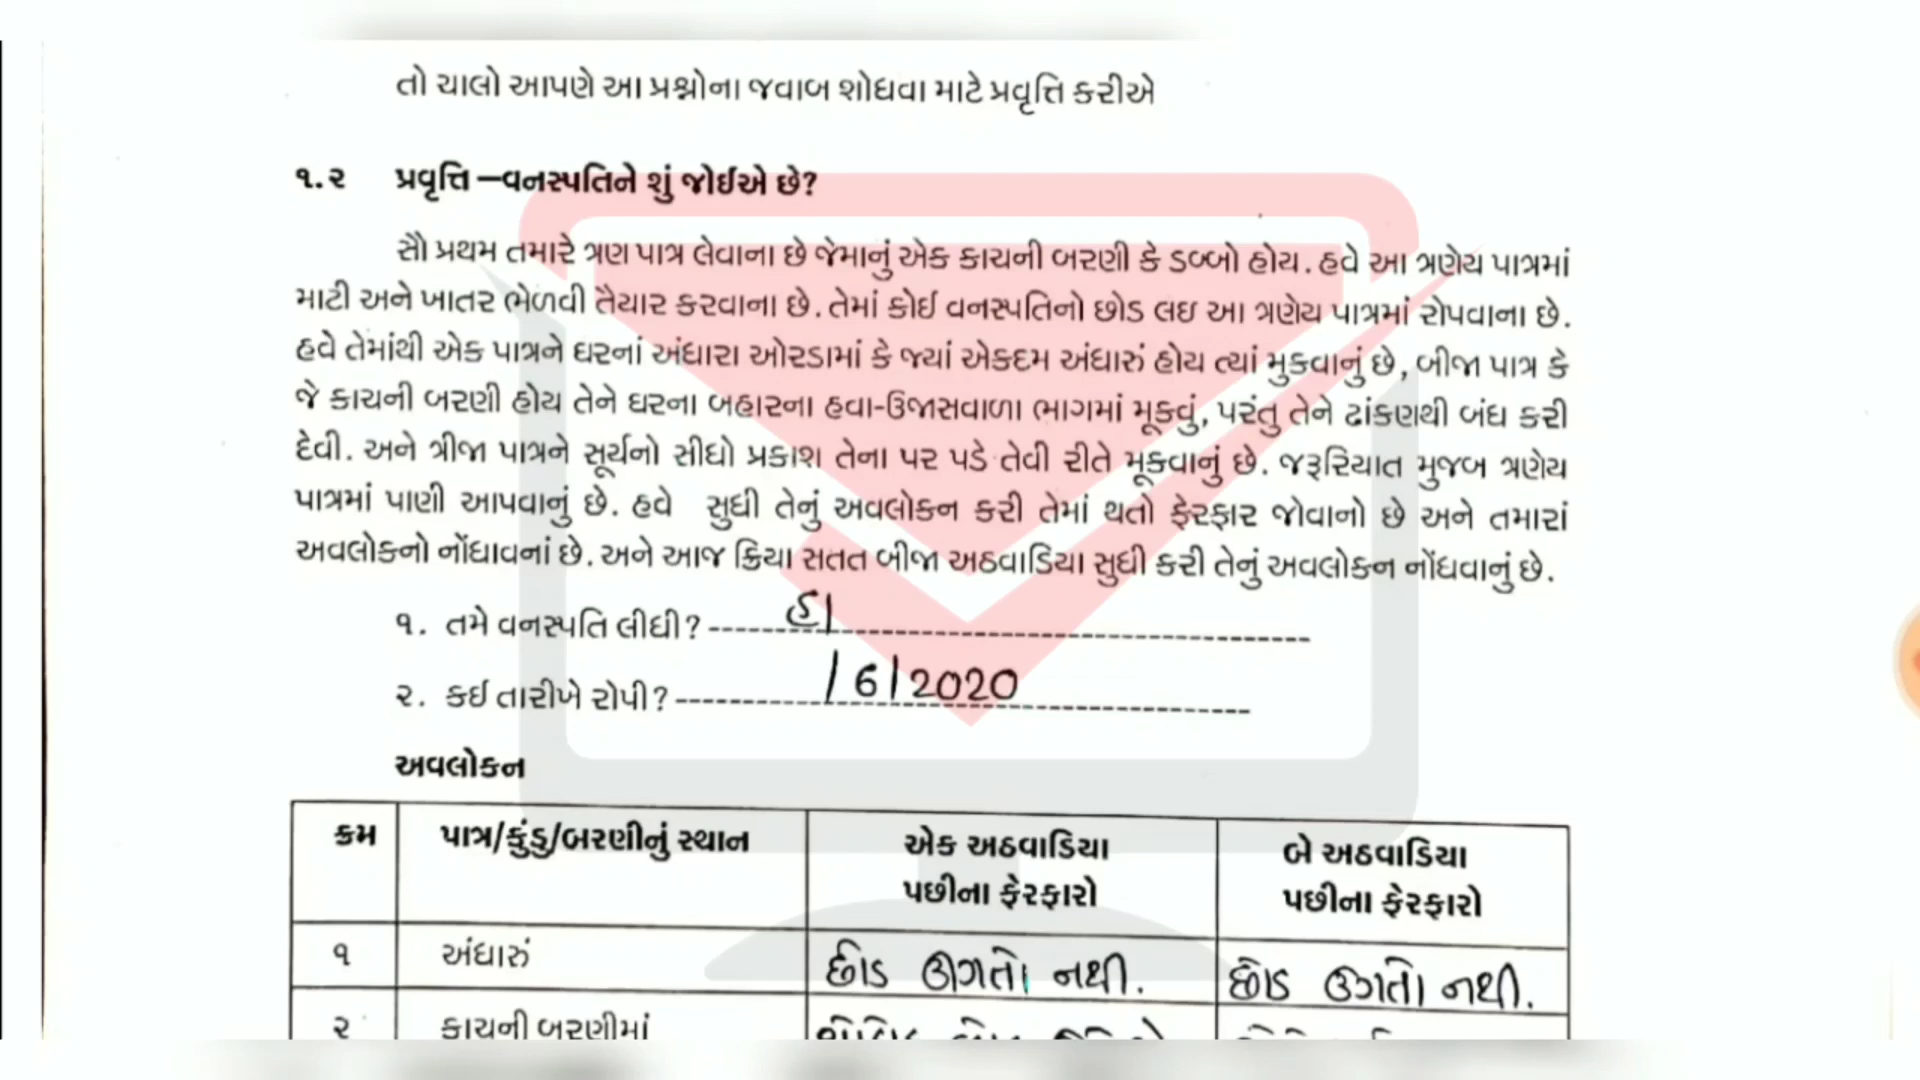 તો ચાલો આપણે આ પ્રશ્નોના જવાબ શોધવા માટે પ્રવૃત્તિ કરીએ
૧.૨ પ્રવૃત્તિ –વનસ્પતિને શું જોઈએ છે?
સૌ પ્રથમ તમારે ત્રણ પાત્ર લેવાના છે જેમાનું એક કાચની બરણી કે ડબ્બો હોય. હવે આ ત્રણેય પાત્રમાં
માટી અને ખાતર ભેળવી તૈયાર કરવાના છે. તેમાં કોઈ વનસ્પતિનો છોડ લઇ આ ત્રણેય પાત્રમાં રોપવાના છે.
હવે તેમાંથી એક પાત્રને ઘરનાં અંધારા ઓરડામાં કે જ્યાં એકદમ અંધારું હોય ત્યાં મુકવાનું છે, બીજા પાત્ર કે
જે કાચની બરણી હોય તેને ઘરના બહારના હવા-ઉજાસવાળા ભાગમાં મૂકવું, પરંતુ તેને ઢાંકણથી બંધ કરી
દેવી. અને ત્રીજા પાત્રને સૂર્યનો સીધો પ્રકાશ તેના પર પડે તેવી રીતે મૂકવાનું છે. જરૂરિયાત મુજબ ત્રણેય
પાત્રમાં પાણી આપવાનું છે. હવે સુધી તેનું અવલોકન કરી તેમાં થતો ફેરફાર જોવાનો છે અને તમારાં
અવલોકનો નોંધાવનાં છે. અને આજ ક્રિયા સતત બીજા અઠવાડિયા સુધી કરી તેનું અવલોકન નોંધવાનું છે.
૧. તમે વનસ્પતિ લીધી? હા
૨. કઈ તારીખે રોપી? /6/2020
અવલોકન
ક્રમ પાત્ર/કુંડુ/બરણીનું સ્થાન એક અઠવાડિયા બે અઠવાડિયા
પછીના ફેરફારો પછીના ફેરફારો
૧ અંધારું છોડ ઊગતો નથી. છોડ ઉગતો નથી.
૨ કાચની બરણીમાં